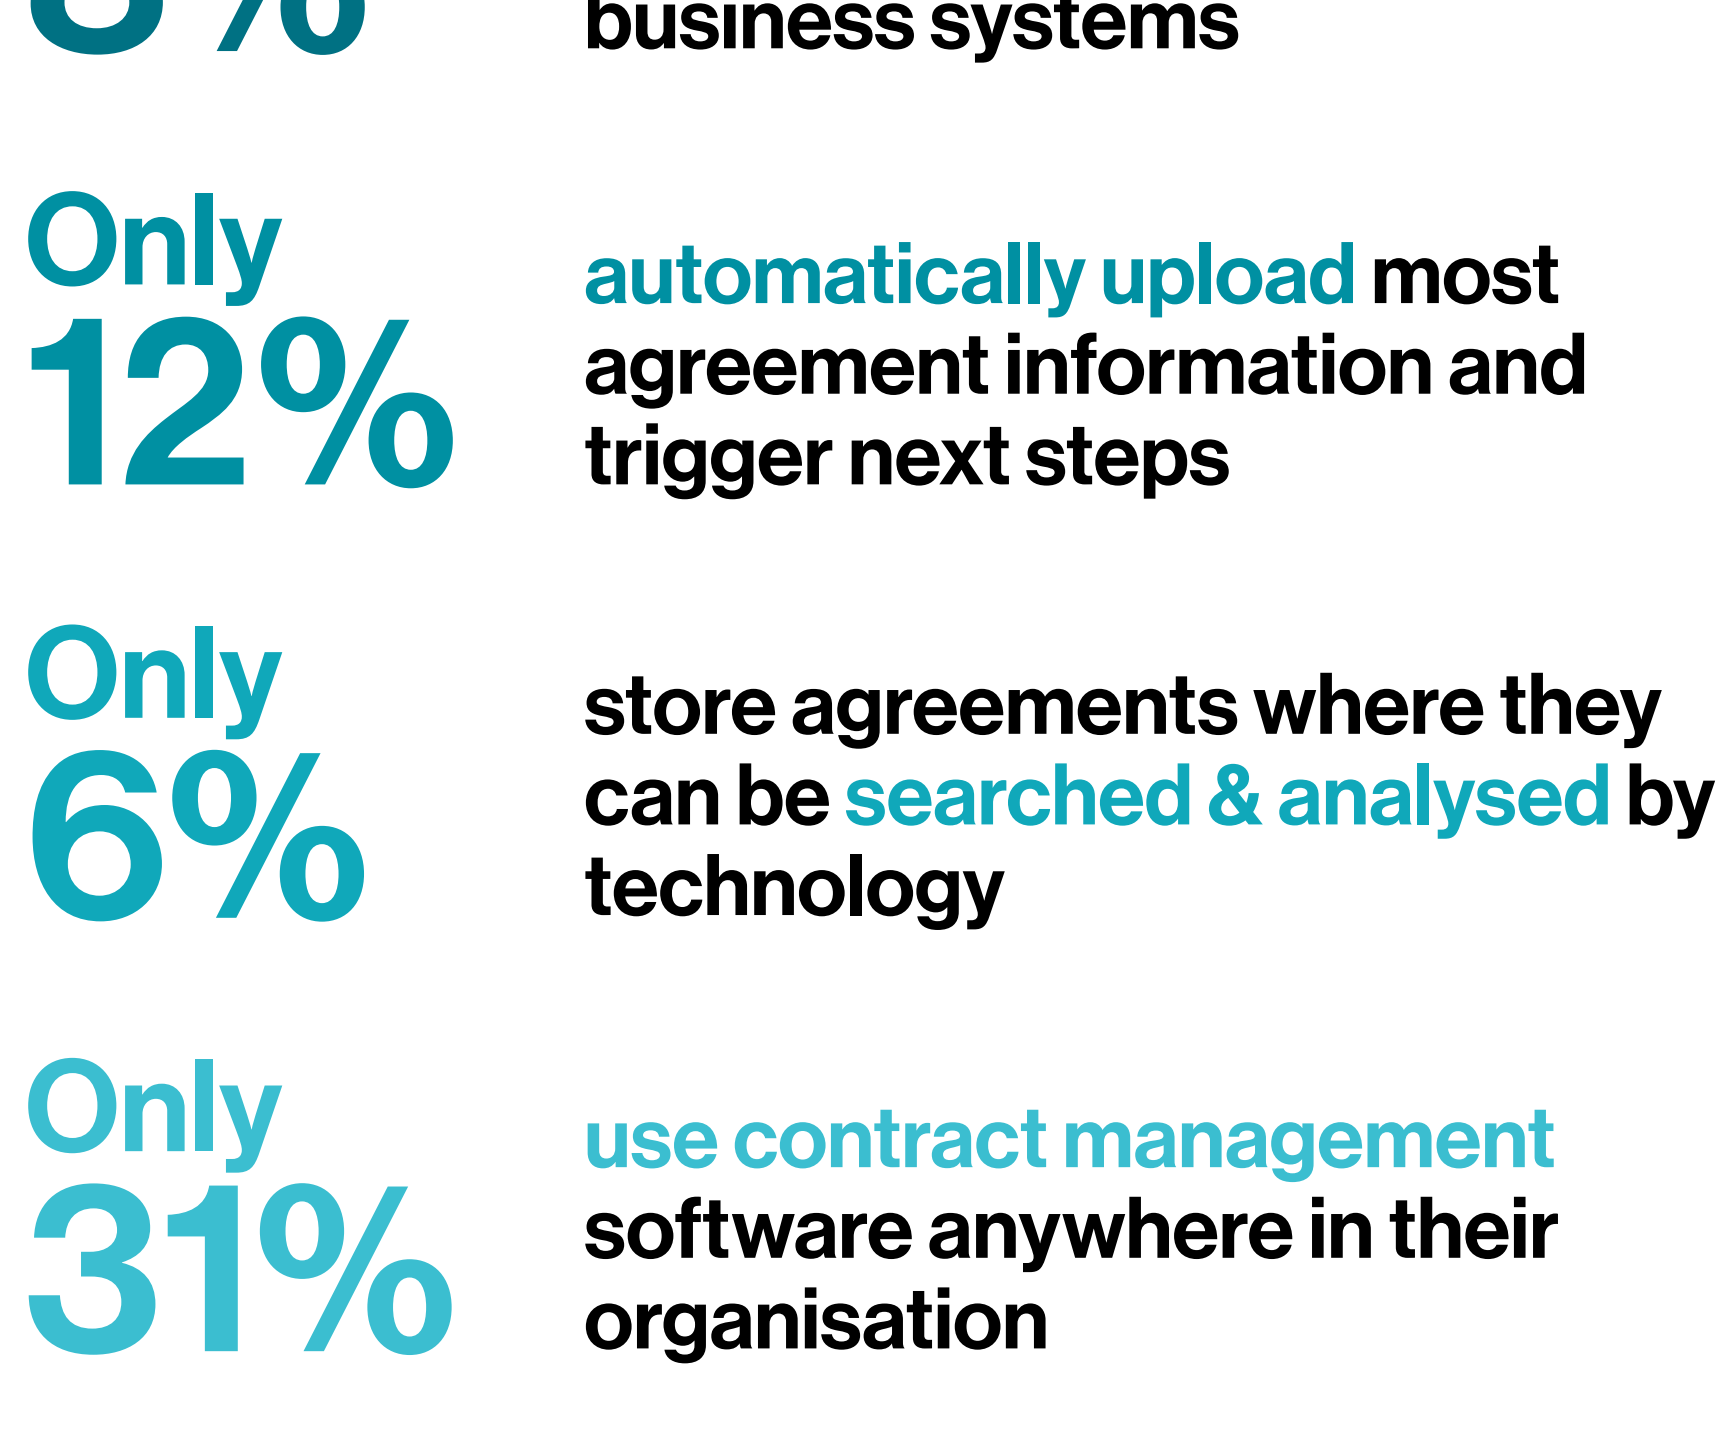 business systems
Only
12%
automatically upload most
agreement information and
trigger next steps
Only
6%
store agreements where they
can be searched & analysed by
technology
Only
31%
use contract management
software anywhere in their
organisation